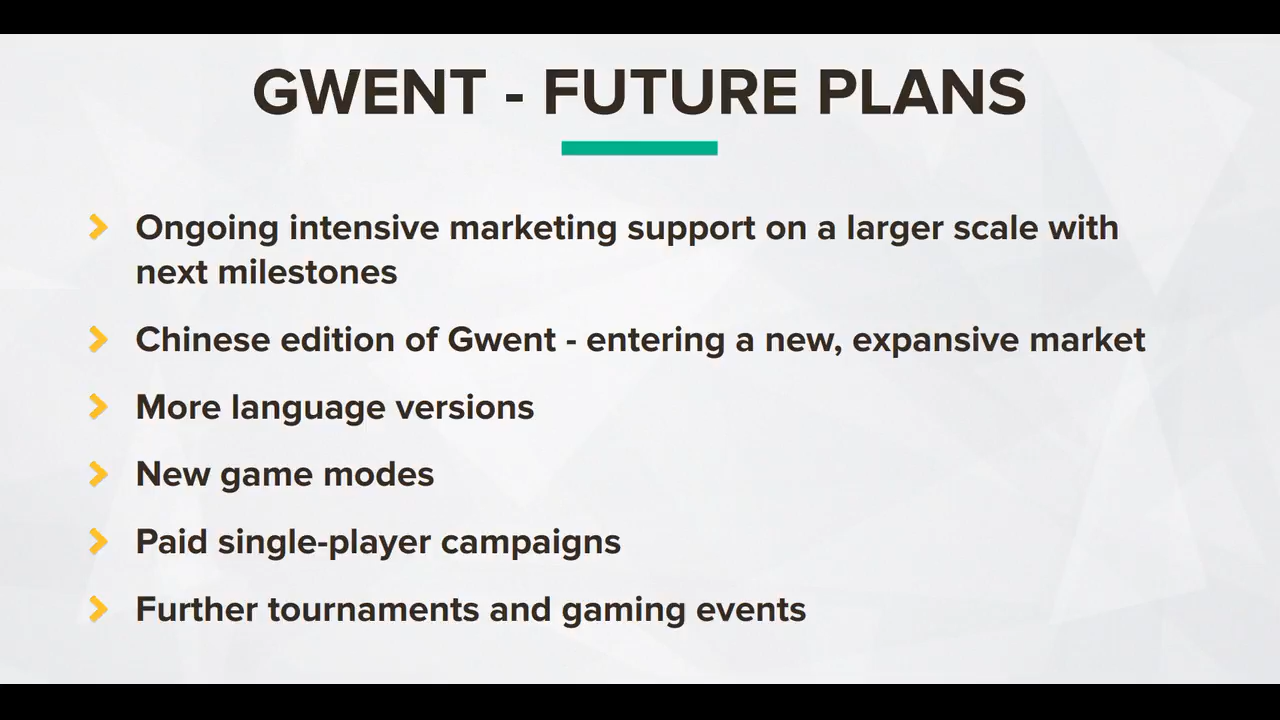 GWENT - FUTURE PLANS
Ongoing intensive marketing support on a larger scale with
next milestones
Chinese edition of Gwent - entering a new, expansive market
More language versions
New game modes
Paid single-player campaigns
Further tournaments and gaming events